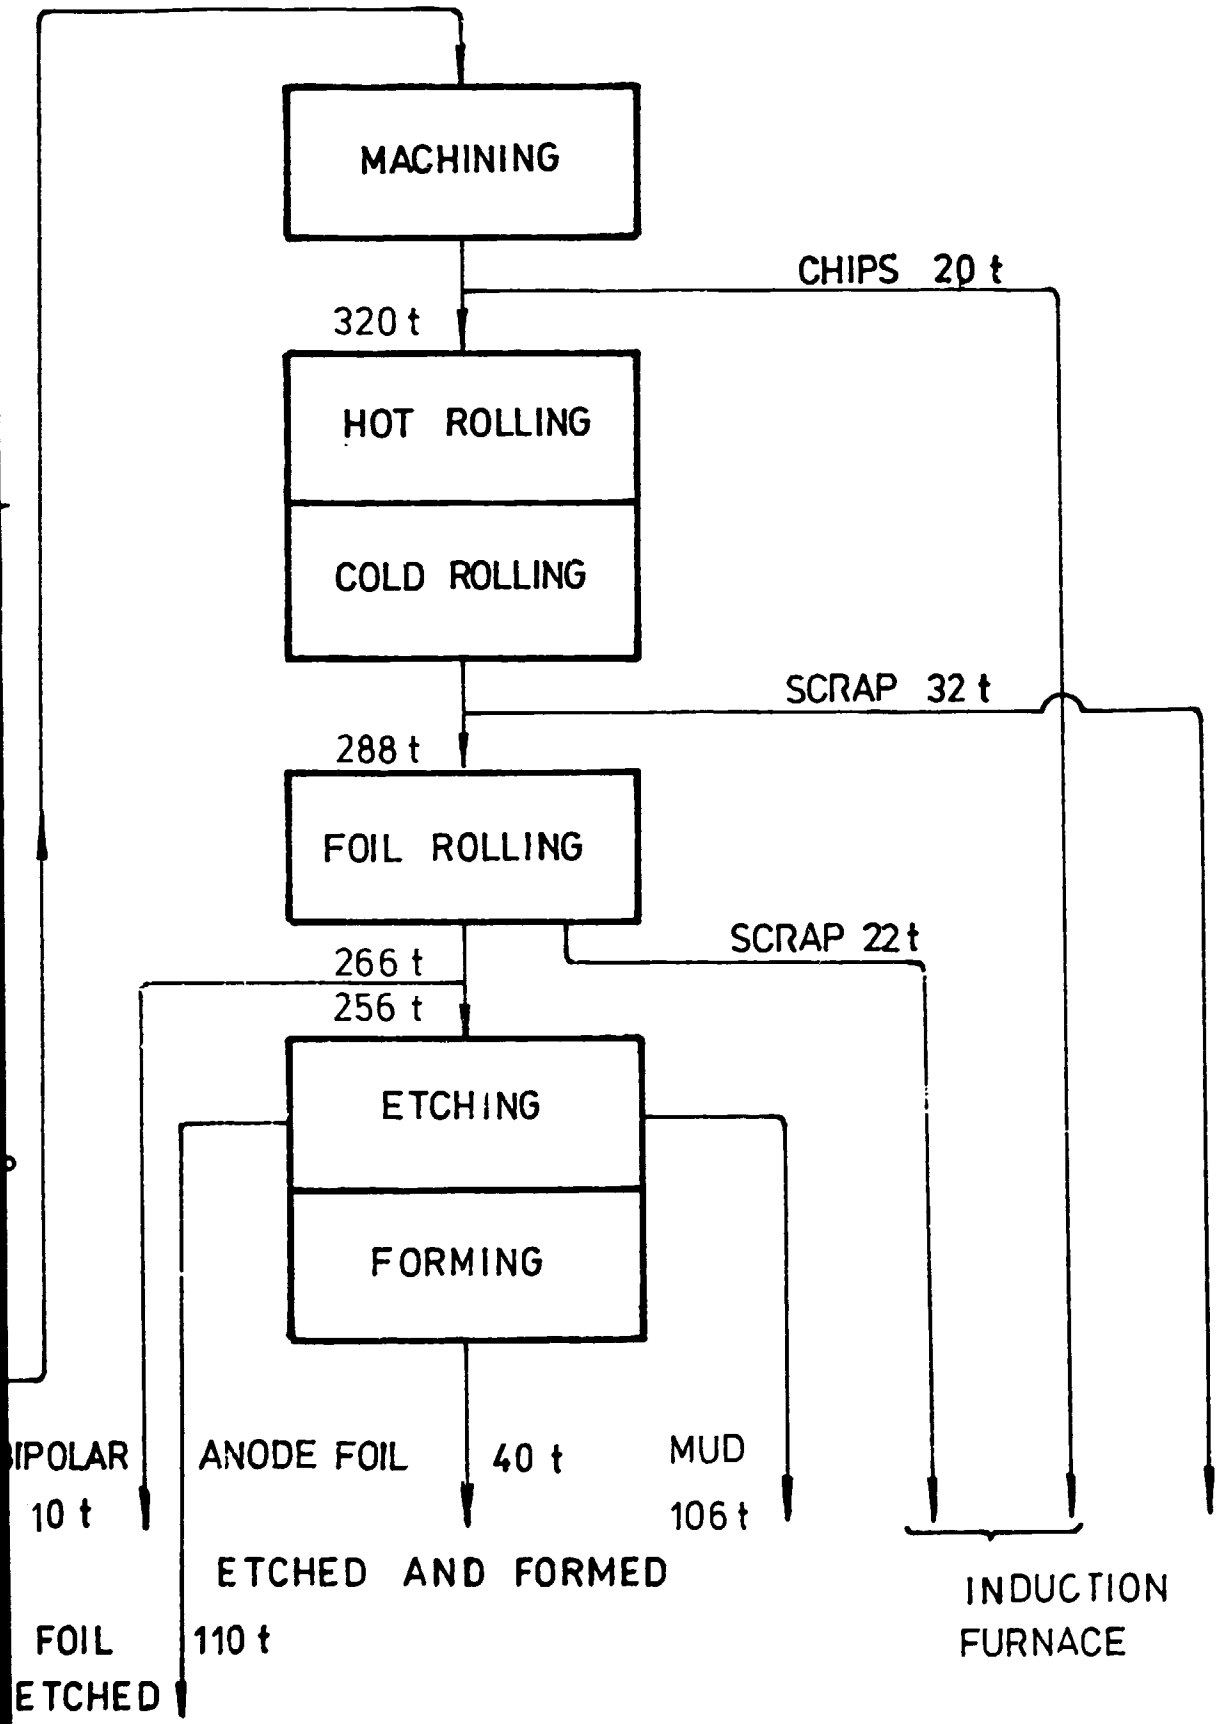 MACHINING
CHIPS 20 t
320 t
HOT ROLLING
COLD ROLLING
SCRAP 32 t
288 t
FOIL ROLLING
SCRAP 22 t
266 t
256 t
ETCHING
FORMING
IPOLAR
10 t
ANODE FOIL
40 t
MUD
106 t
ETCHED AND FORMED
INDUCTION
FURNACE
FOIL
ETCHED
110 t